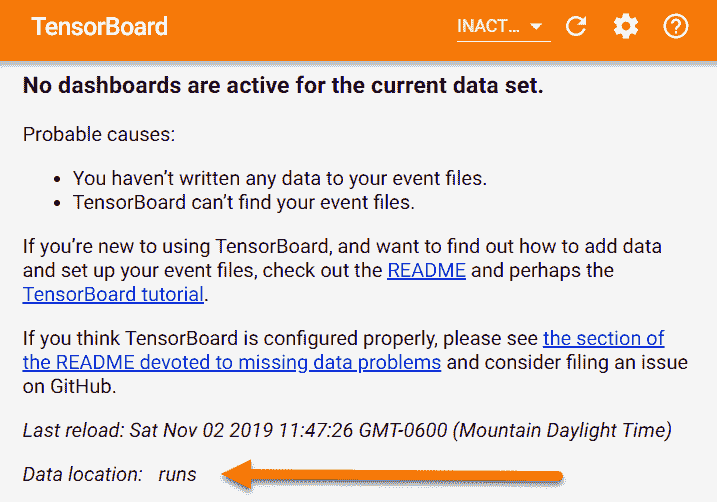 TensorBoard
INACT...
No dashboards are active for the current data set.
Probable causes:
• You haven’t written any data to your event files.
• TensorBoard can’t find your event files.
If you’re new to using TensorBoard, and want to find out how to add data
and set up your event files, check out the README and perhaps the
TensorBoard tutorial.
If you think TensorBoard is configured properly, please see the section of
the README devoted to missing data problems and consider filing an issue
on GitHub.
Last reload: Sat Nov 02 2019 11:47:26 GMT-0600 (Mountain Daylight Time)
Data location: runs